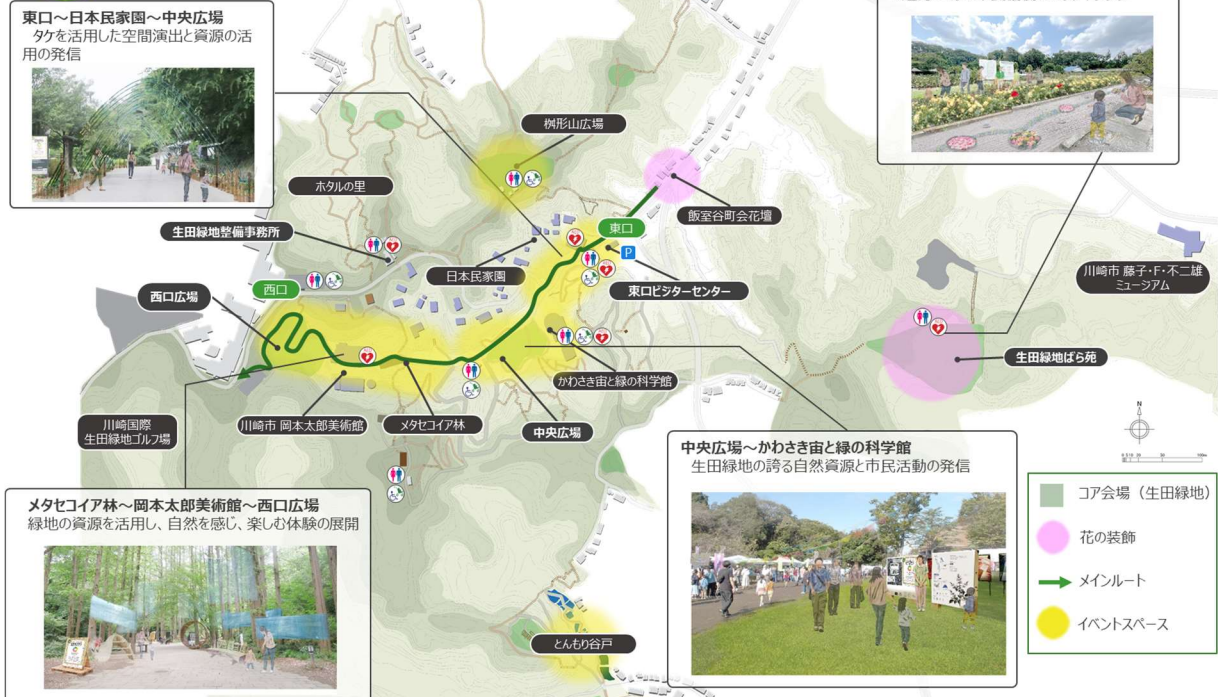 東口～日本民家園～中央広場
タケを活用した空間演出と資源の活
用の発信
桝形山広場
ホタルの里
飯室谷町会花壇
生田緑地整備事務所
東口
P
日本民家園
川崎市 藤子・F・不二雄
ミュージアム
西口
東口ビジターセンター
西口広場
生田緑地ばら苑
かわさき宙と緑の科学館
川崎国際
生田緑地ゴルフ場
川崎市 岡本太郎美術館
メタセコイア林
中央広場
N
中央広場～かわさき宙と緑の科学館
生田緑地の誇る自然資源と市民活動の発信
メタセコイア林～岡本太郎美術館～西口広場
緑地の資源を活用し、自然を感じ、楽しむ体験の展開
とんもり谷戸
コア会場（生田緑地）
花の装飾
メインルート
イベントスペース